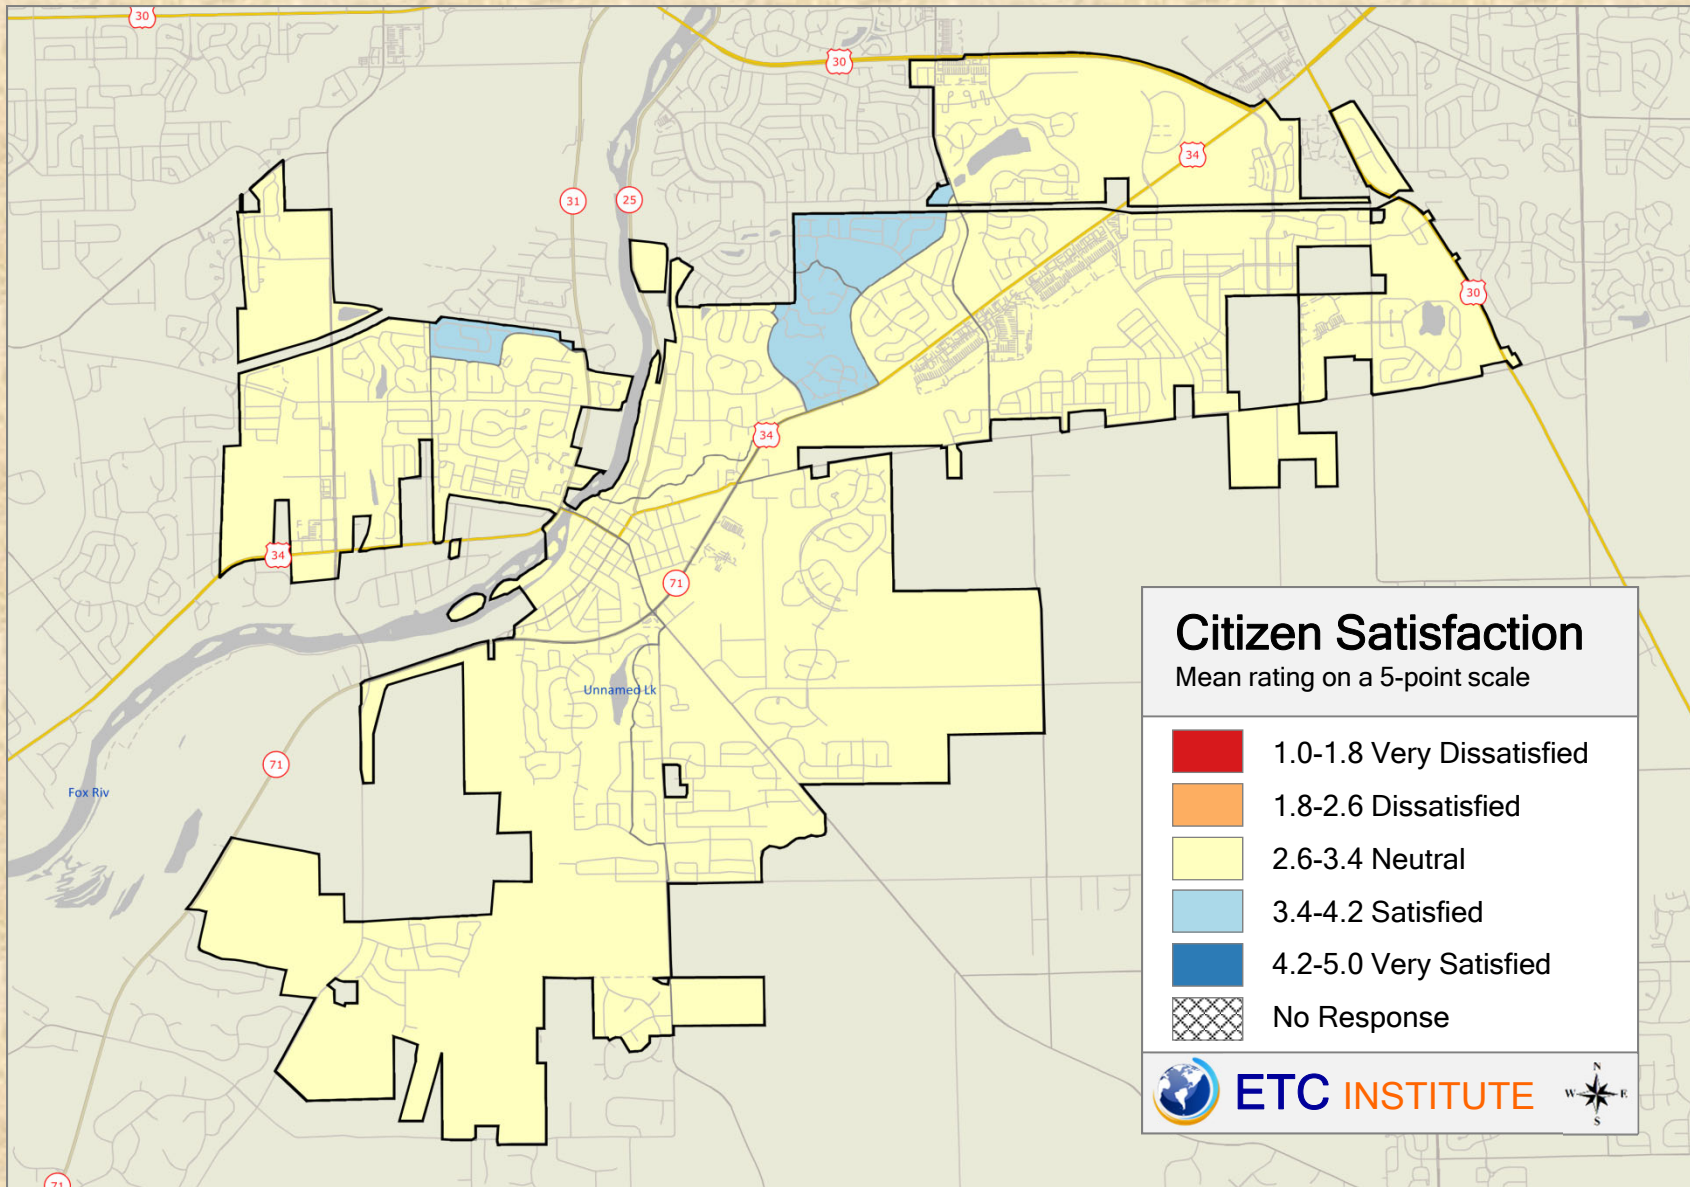 30
30
34
31
25
30
34
34
71
Unnamed Lk
71
Fox Riv
71
Citizen Satisfaction
Mean rating on a 5-point scale
1.0-1.8 Very Dissatisfied
1.8-2.6 Dissatisfied
2.6-3.4 Neutral
3.4-4.2 Satisfied
4.2-5.0 Very Satisfied
No Response
ETC INSTITUTE
N
W E
S